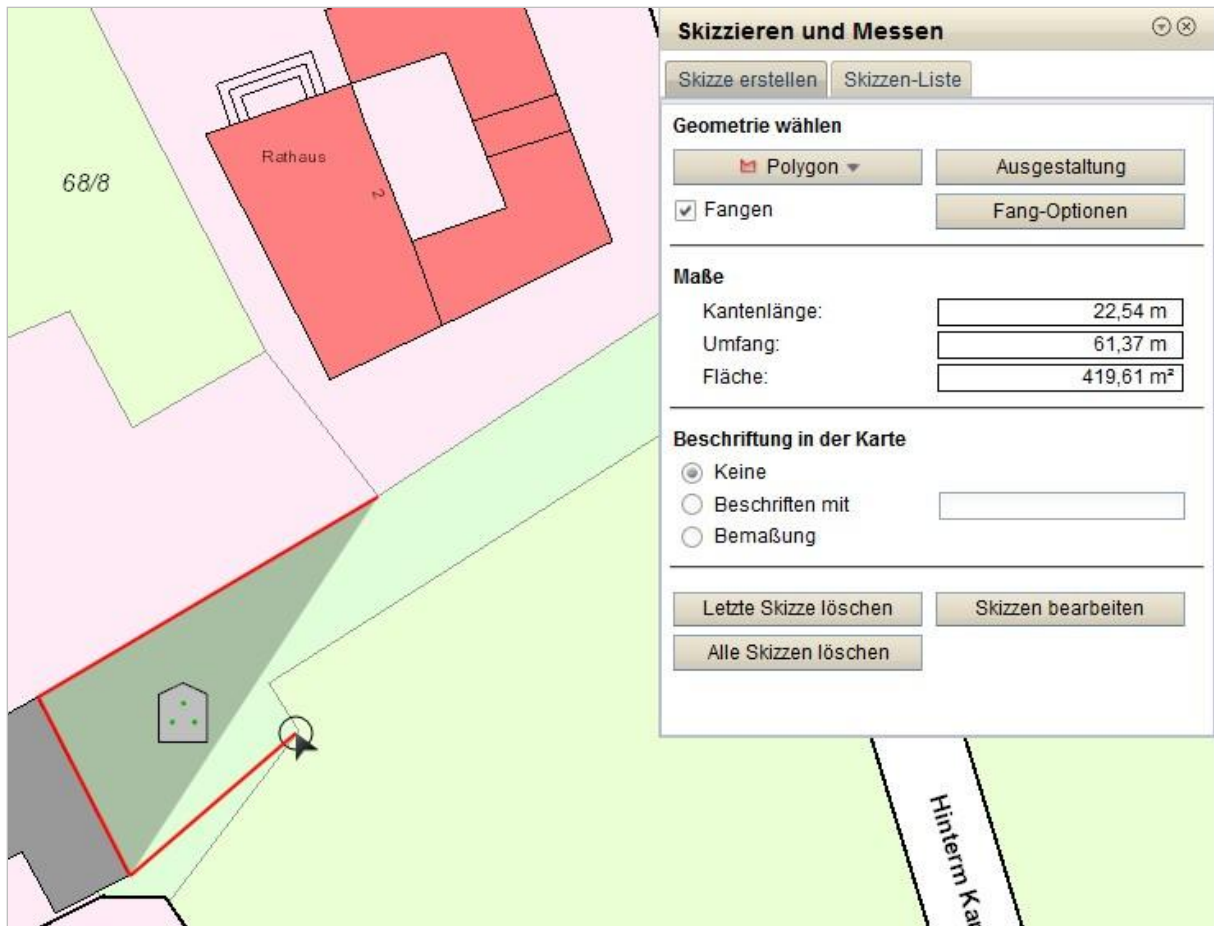 Skizzieren und Messen
Skizze erstellen
Skizzen-Liste
Geometrie wählen
Polygon
Ausgestaltung
Fangen
Fang-Optionen
Maße
Kantenlänge:
22,54 m
Umfang:
61,37 m
Fläche:
419,61 m²
Beschriftung in der Karte
Keine
Beschriften mit
Bemaßung
Letzte Skizze löschen
Skizzen bearbeiten
Alle Skizzen löschen
Rathaus
2
68/8
Hinterm Kar